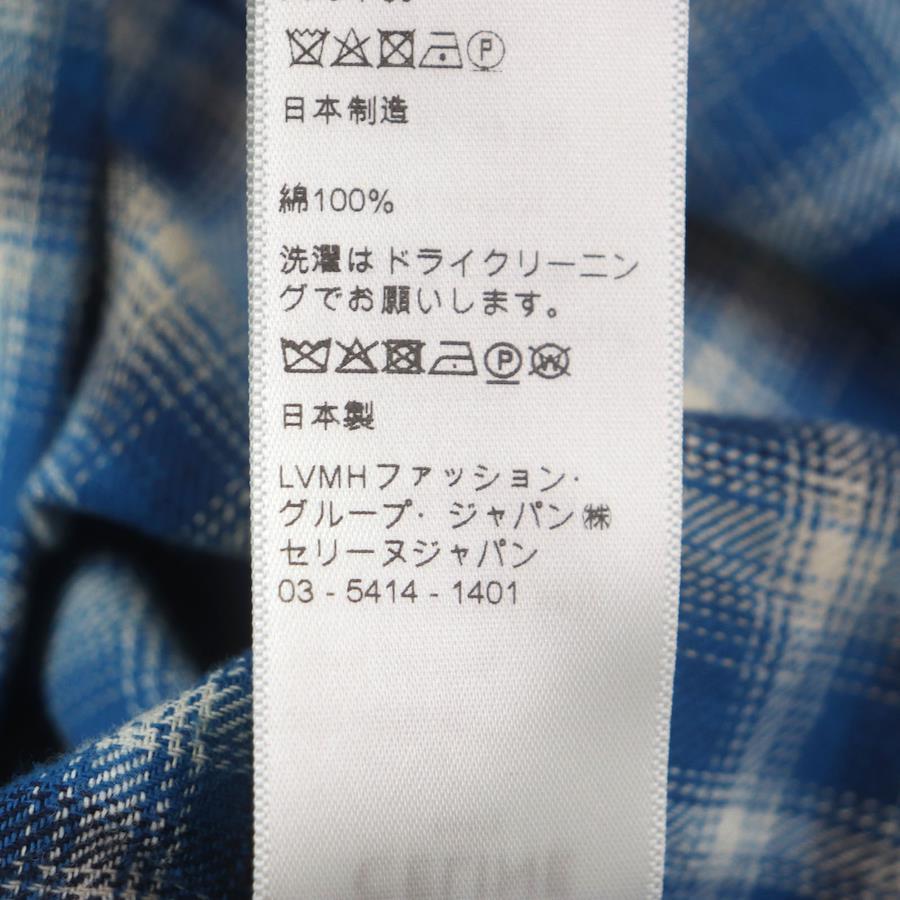 日本制造
綿100%
洗濯はドライクリーニン
グでお願いします。
日本製
LVMHファッション·
グループ· ジャパン㈱
セリーヌジャパン
03 - 5414 - 1401